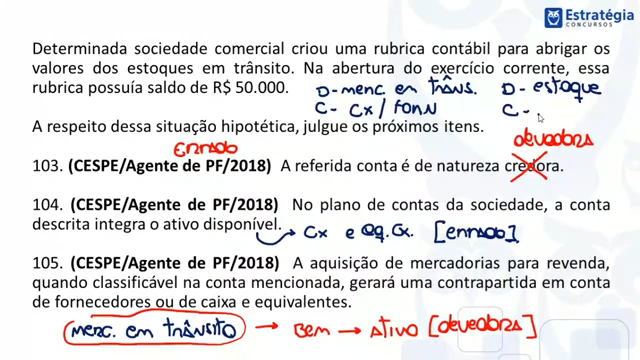 Estratégia
CONCURSOS
Determinada sociedade comercial criou uma rubrica contábil para abrigar os
valores dos estoques em trânsito. Na abertura do exercício corrente, essa
rubrica possuía saldo de R$ 50.000.
D- merc. em trâns.
D- estoque
C- Cx / forn
C-
A respeito dessa situação hipotética, julgue os próximos itens.
errado
devedora
103. (CESPE/Agente de PF/2018) A referida conta é de natureza credora.
104. (CESPE/Agente de PF/2018) No plano de contas da sociedade, a conta
descrita integra o ativo disponível.
Cx e eq. Cx. [errado]
105. (CESPE/Agente de PF/2018) A aquisição de mercadorias para revenda,
quando classificável na conta mencionada, gerará uma contrapartida em conta
de fornecedores ou de caixa e equivalentes.
merc. em trânsito → Bem → Ativo [devedora]